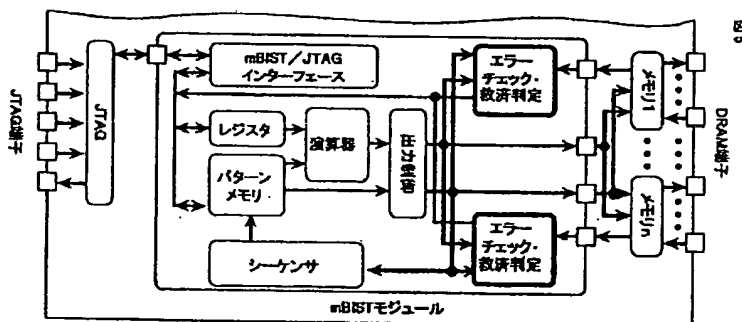 図5
JTAG端子
JTAG
mBIST/JTAG
インターフェース
レジスタ
パターン
メモリ
演算器
出力制御
シーケンサ
エラー
チェック・
救済判定
エラー
チェック・
救済判定
メモリ1
メモリn
DRAM端子
mBISTモジュール